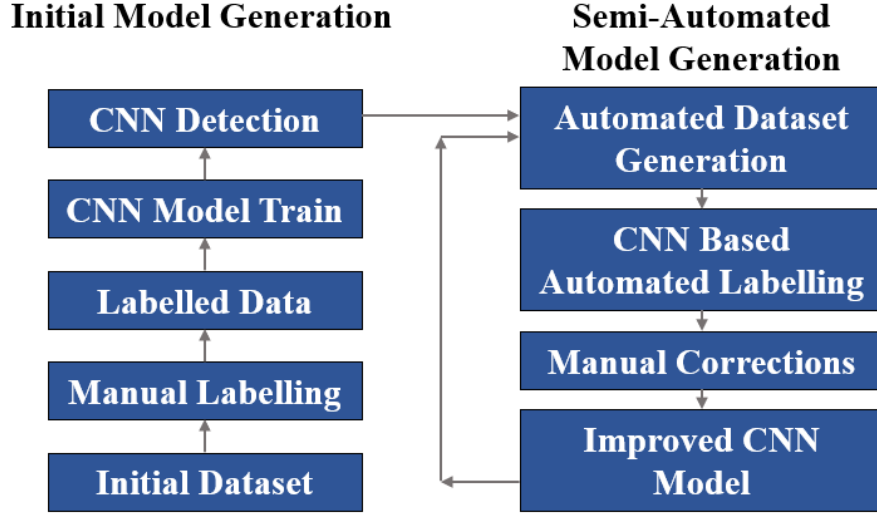 Initial Model Generation
CNN Detection
CNN Model Train
Labelled Data
Manual Labelling
Initial Dataset
Semi-Automated
Model Generation
Automated Dataset
Generation
CNN Based
Automated Labelling
Manual Corrections
Improved CNN
Model